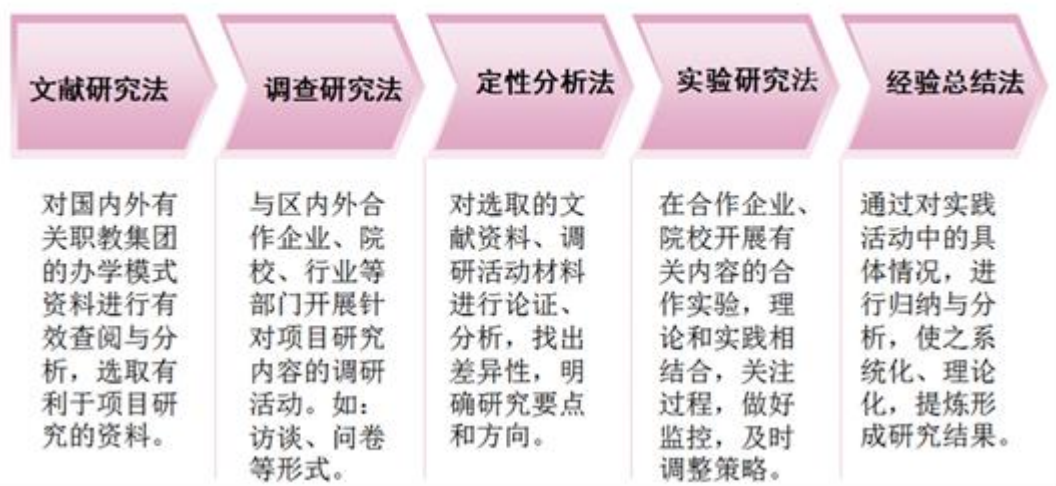 文献研究法
调查研究法
定性分析法
实验研究法
经验总结法
对国内外有
关职教集团
的办学模式
资料进行有
效查阅与分
析，选取有
利于项目研
究的资料。
与区内外合
作企业、院
校、行业等
部门开展针
对项目研究
内容的调研
活动。如：
访谈、问卷
等形式。
对选取的文
献资料、调
研活动材料
进行论证、
分析，找出
差异性，明
确研究要点
和方向。
在合作企业、
院校开展有
关内容的合
作实验，理
论和实践相
结合，关注
过程，做好
监控，及时
调整策略。
通过对实践
活动中的具
体情况，进
行归纳与分
析，使之系
统化、理论
化，提炼形
成研究结果。